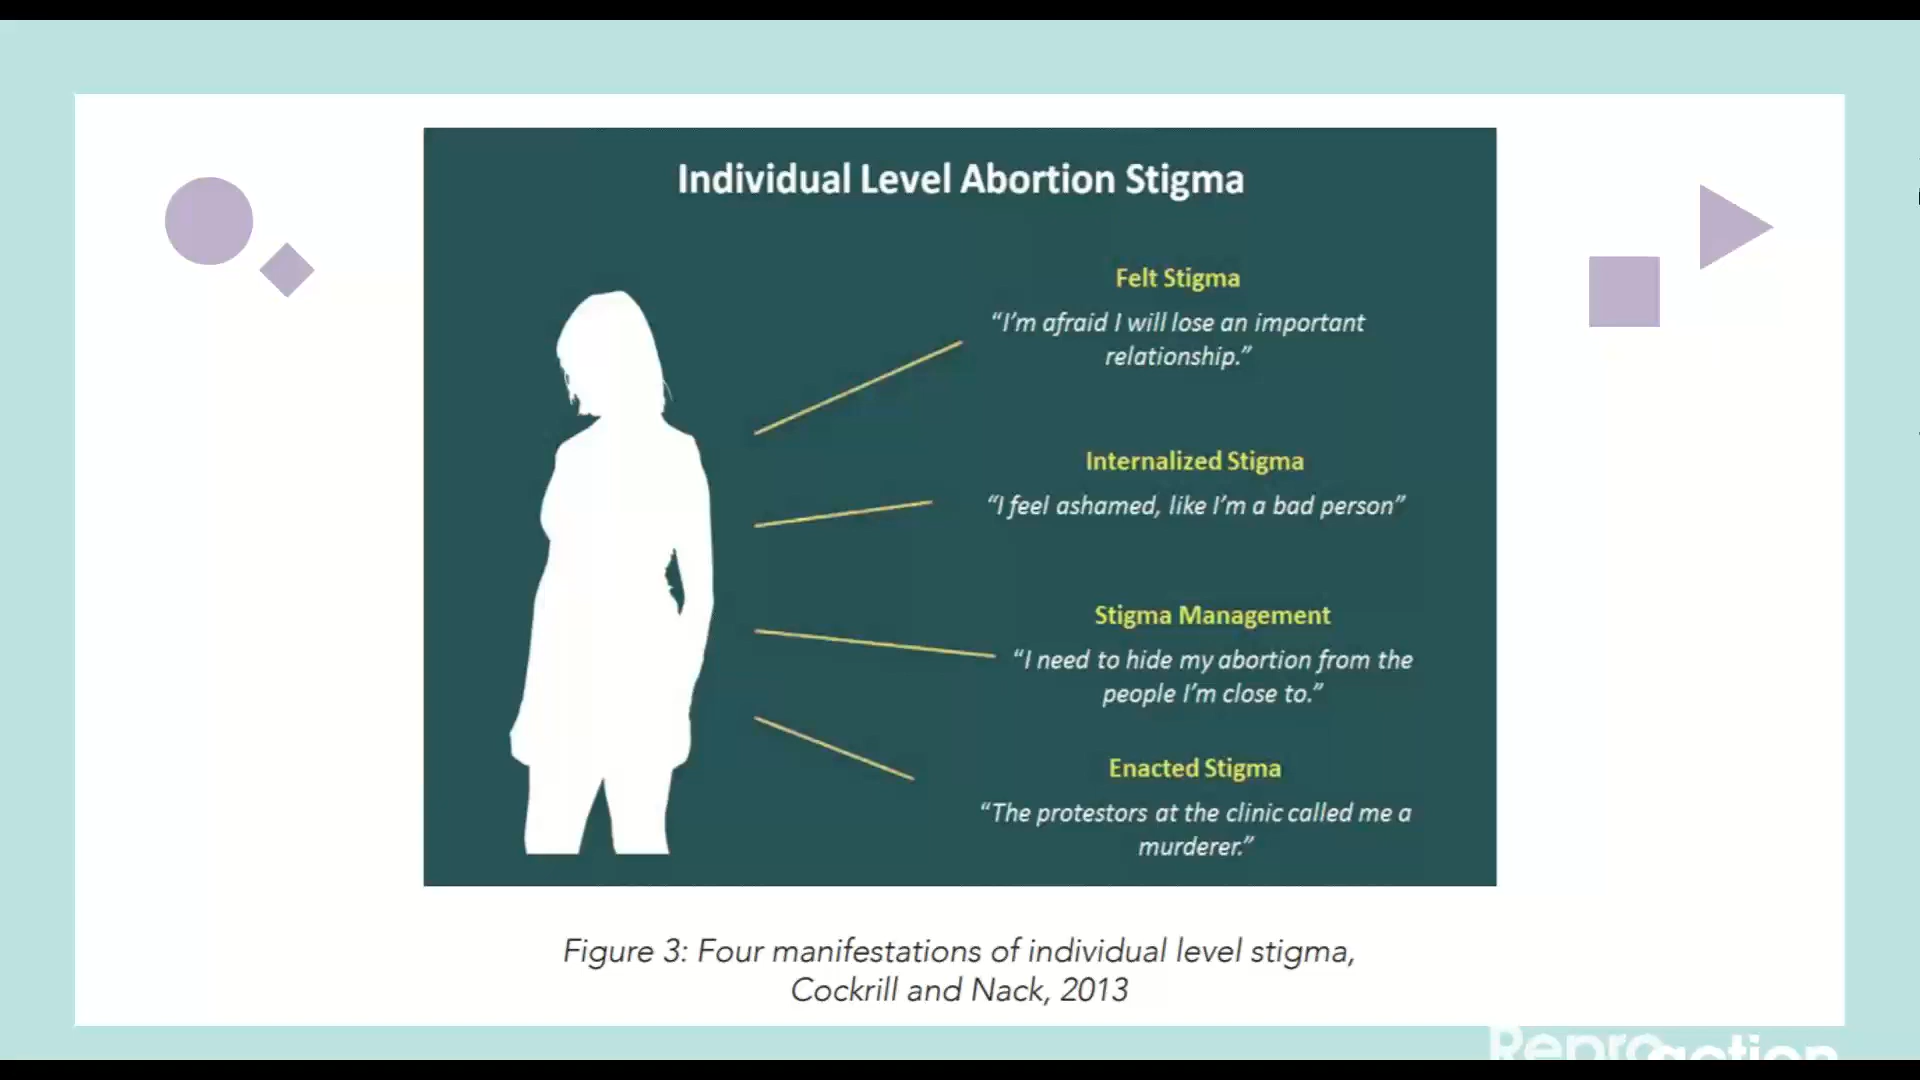 Individual Level Abortion Stigma
Felt Stigma
“I’m afraid I will lose an important
relationship.”
Internalized Stigma
“I feel ashamed, like I’m a bad person”
Stigma Management
“I need to hide my abortion from the
people I’m close to.”
Enacted Stigma
“The protestors at the clinic called me a
murderer.”
Figure 3: Four manifestations of individual level stigma,
Cockrill and Nack, 2013
Reproaction